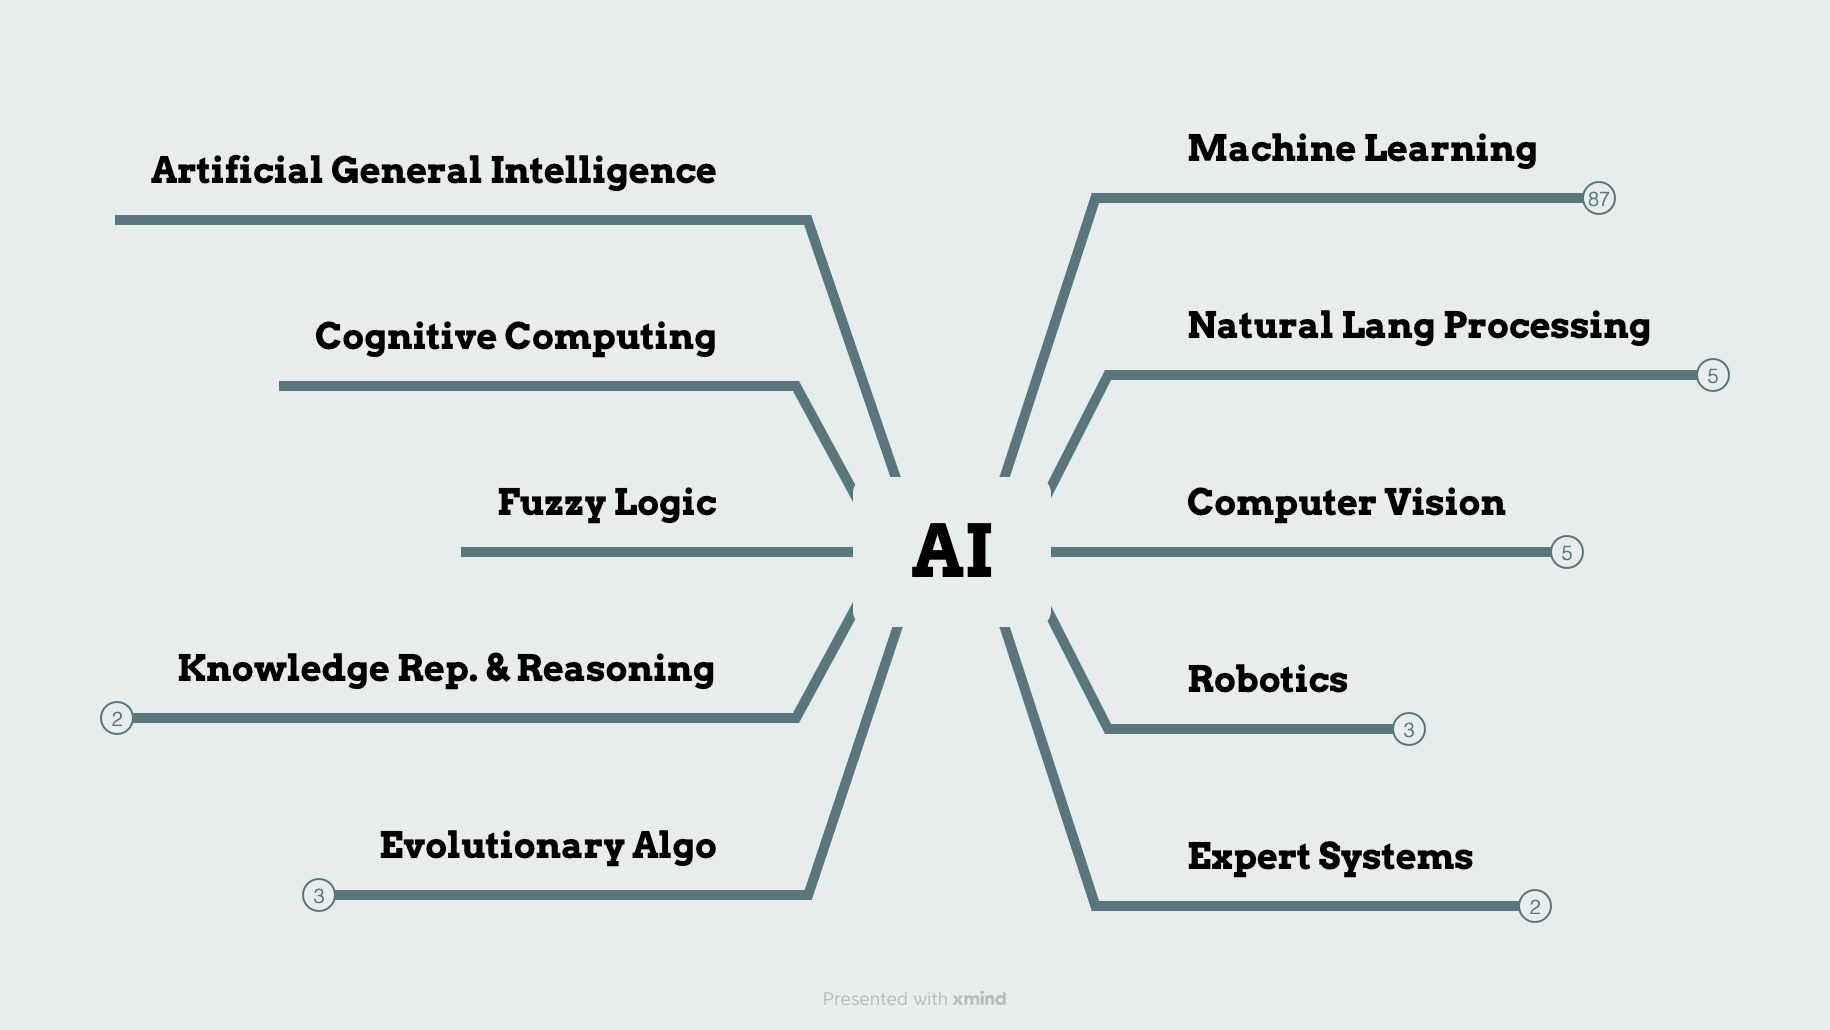 Artificial General Intelligence
Cognitive Computing
Fuzzy Logic
Knowledge Rep. & Reasoning
2
Evolutionary Algo
3
AI
Machine Learning
87
Natural Lang Processing
5
Computer Vision
5
Robotics
3
Expert Systems
2
Presented with xmind